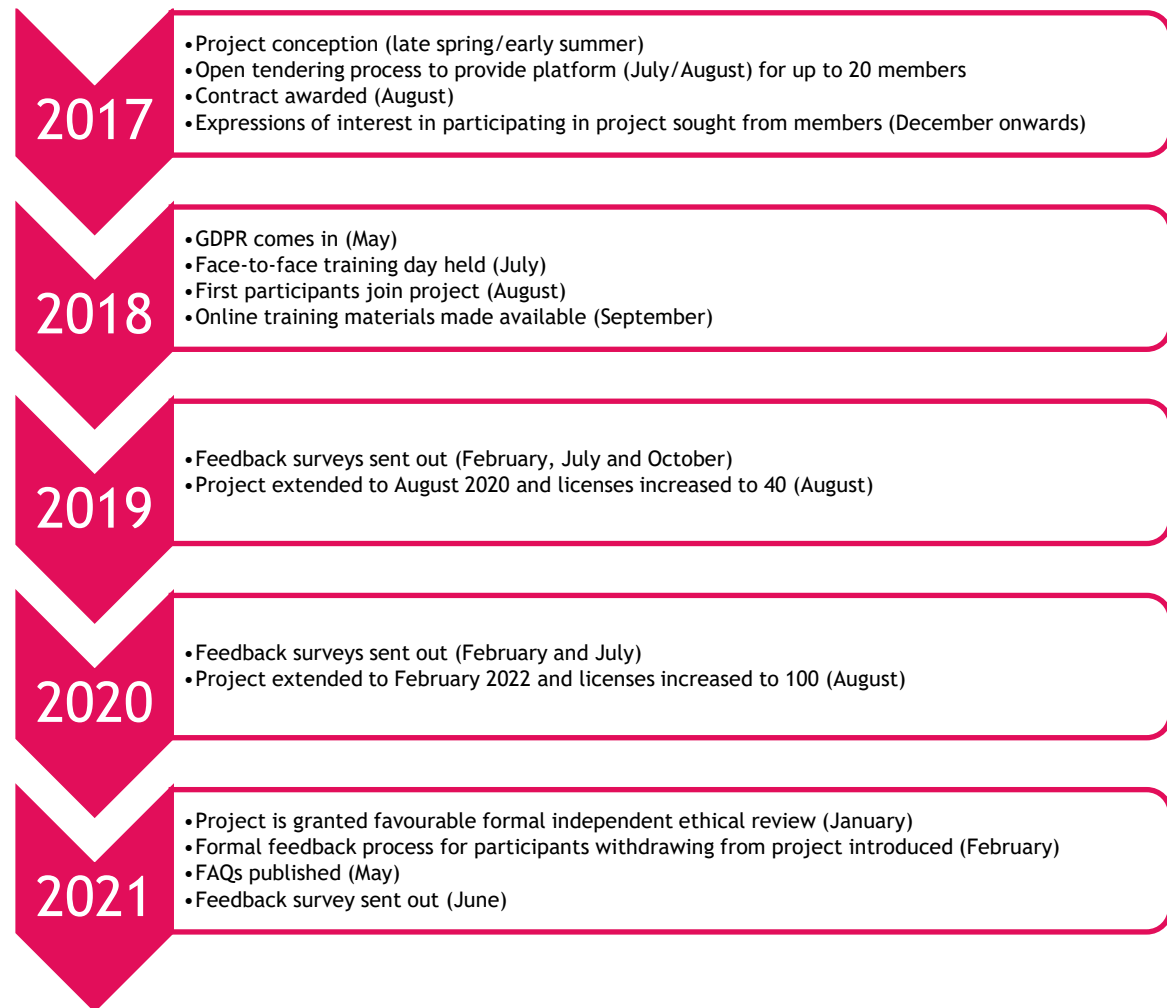 2017
•Project conception (late spring/early summer)
•Open tendering process to provide platform (July/August) for up to 20 members
•Contract awarded (August)
•Expressions of interest in participating in project sought from members (December onwards)
2018
•GDPR comes in (May)
•Face-to-face training day held (July)
•First participants join project (August)
•Online training materials made available (September)
2019
•Feedback surveys sent out (February, July and October)
•Project extended to August 2020 and licenses increased to 40 (August)
2020
•Feedback surveys sent out (February and July)
•Project extended to February 2022 and licenses increased to 100 (August)
2021
•Project is granted favourable formal independent ethical review (January)
•Formal feedback process for participants withdrawing from project introduced (February)
•FAQs published (May)
•Feedback survey sent out (June)